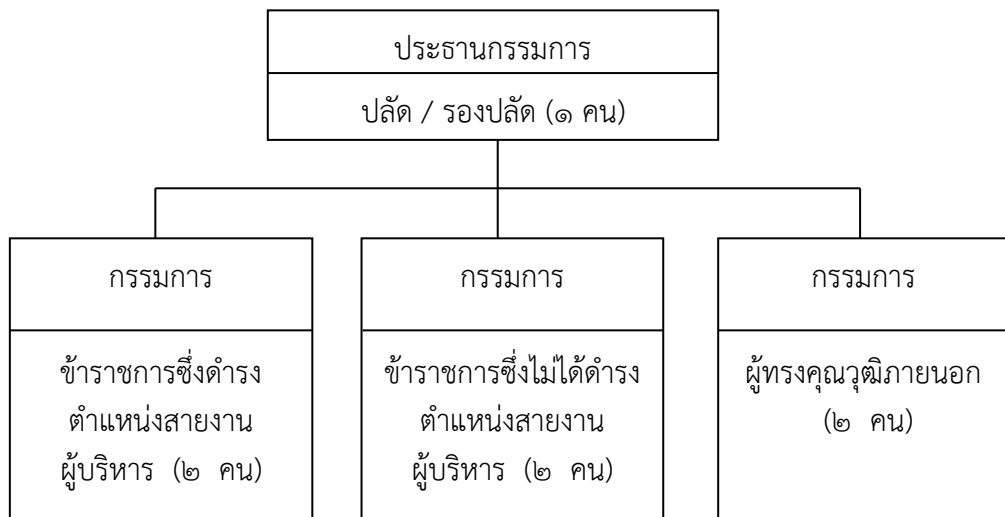 ประธานกรรมการ
ปลัด / รองปลัด (๑ คน)
กรรมการ
ข้าราชการซึ่งดำรง
ตำแหน่งสายงาน
ผู้บริหาร (๒ คน)
กรรมการ
ข้าราชการซึ่งไม่ได้ดำรง
ตำแหน่งสายงาน
ผู้บริหาร (๒ คน)
กรรมการ
ผู้ทรงคุณวุฒิภายนอก
(๒ คน)